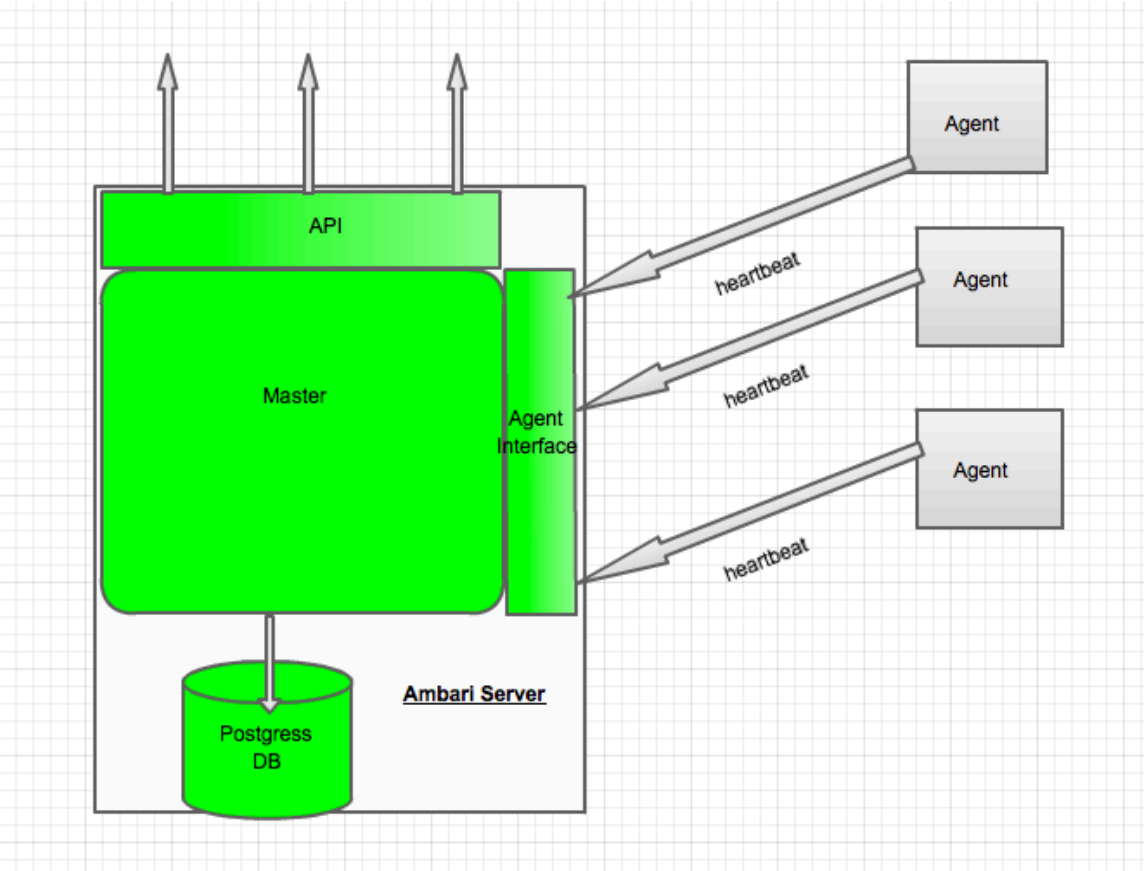 Agent
API
heartbeat
Agent
Master
heartbeat
Agent
Interface
Agent
heartbeat
Ambari Server
Postgress
DB